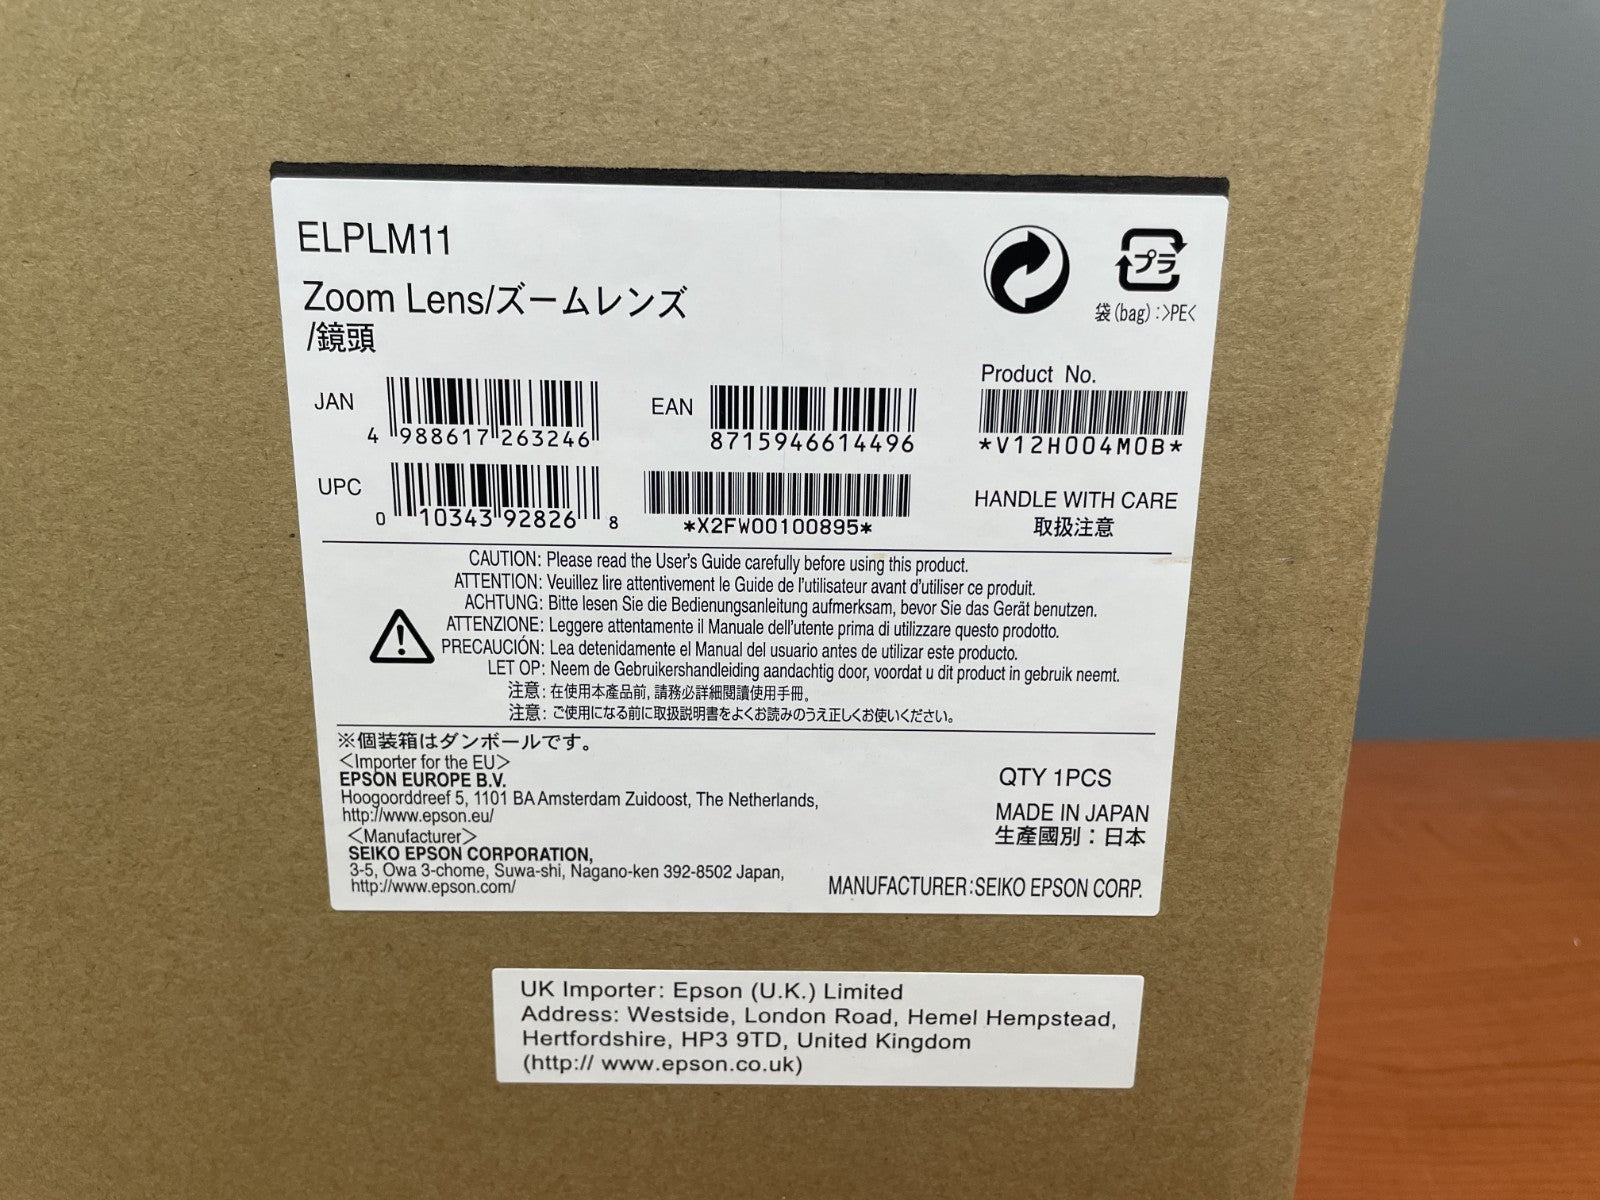 ELPLM11
Zoom Lens/ズームレンズ
/鏡頭
プラ
袋(bag):>PE<
JAN
4 988617 263246
EAN
8715946614496
Product No.
*V12H004M0B*
UPC
0 10343 92826 8
*X2FW00100895*
HANDLE WITH CARE
取扱注意
CAUTION: Please read the User's Guide carefully before using this product.
ATTENTION: Veuillez lire attentivement le Guide de l'utilisateur avant d'utiliser ce produit.
ACHTUNG: Bitte lesen Sie die Bedienungsanleitung aufmerksam, bevor Sie das Gerät benutzen.
ATTENZIONE: Leggere attentamente il Manuale dell'utente prima di utilizzare questo prodotto.
PRECAUCIÓN: Lea detenidamente el Manual del usuario antes de utilizar este producto.
LET OP: Neem de Gebruikershandleiding aandachtig door, voordat u dit product in gebruik neemt.
注意: 在使用本產品前, 請務必詳細閱讀使用手冊。
注意: ご使用になる前に取扱説明書をよくお読みのうえ正しくお使いください。
※個装箱はダンボールです。
<Importer for the EU>
EPSON EUROPE B.V.
Hoogoorddreef 5, 1101 BA Amsterdam Zuidoost, The Netherlands,
http://www.epson.eu/
<Manufacturer>
SEIKO EPSON CORPORATION,
3-5, Owa 3-chome, Suwa-shi, Nagano-ken 392-8502 Japan,
http://www.epson.com/
QTY 1PCS
MADE IN JAPAN
生產國別：日本
MANUFACTURER:SEIKO EPSON CORP.
UK Importer: Epson (U.K.) Limited
Address: Westside, London Road, Hemel Hempstead,
Hertfordshire, HP3 9TD, United Kingdom
(http:// www.epson.co.uk)